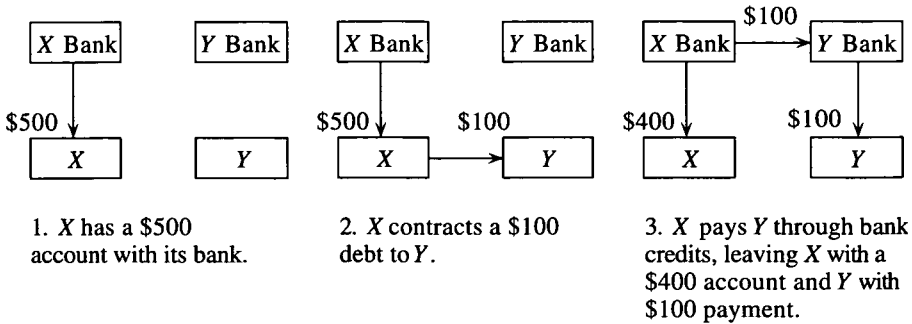 $100
X Bank Y Bank X Bank Y Bank X Bank Y Bank
$500 $500 $100 $400 $100
X Y X Y X Y
1. X has a $500
account with its bank.
2. X contracts a $100
debt to Y.
3. X pays Y through bank
credits, leaving X with a
$400 account and Y with
$100 payment.